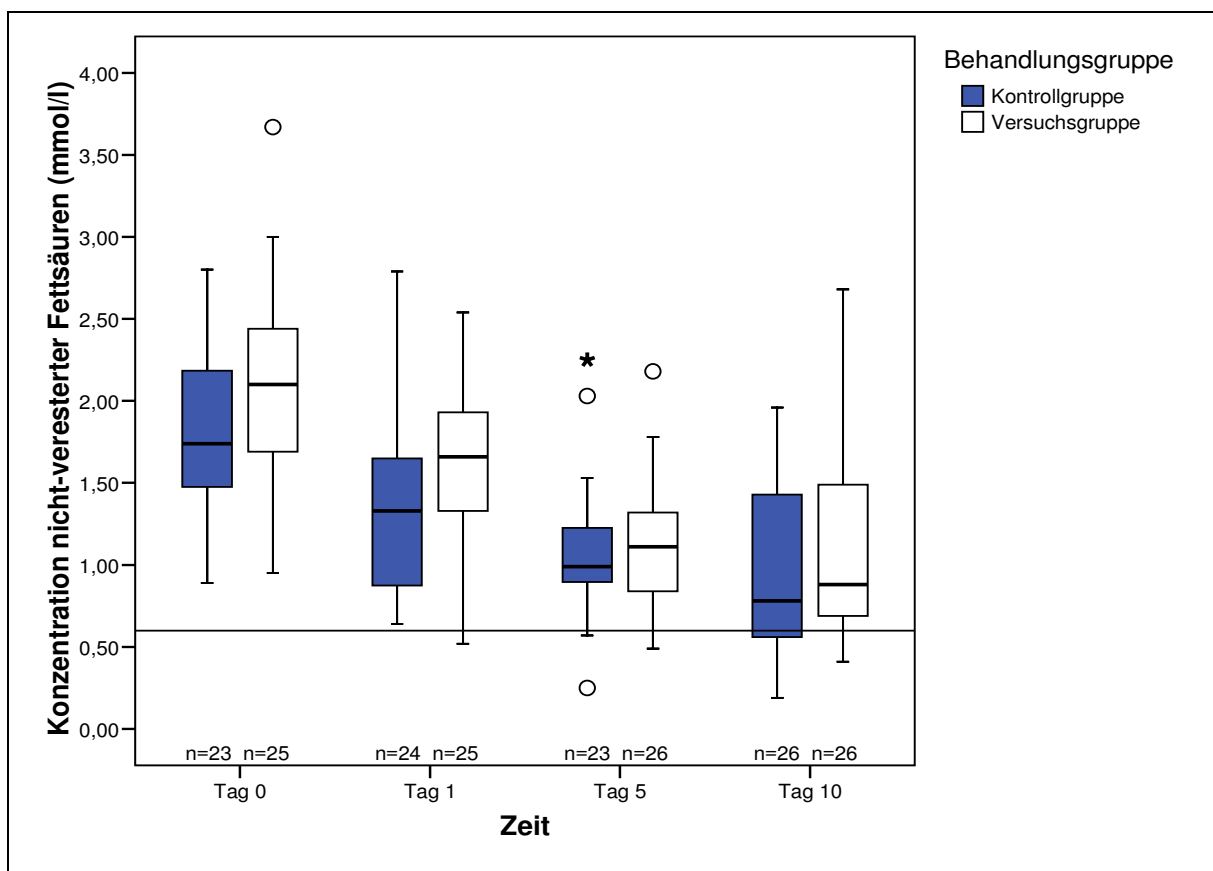 Konzentration nicht-veresterter Fettsäuren (mmol/l)
4,00
3,50
3,00
2,50
2,00
1,50
1,00
0,50
0,00
n=23 n=25 n=24 n=25 n=23 n=26 n=26 n=26
Tag 0 Tag 1 Tag 5 Tag 10
Zeit
Behandlungsgruppe
Kontrollgruppe
Versuchsgruppe